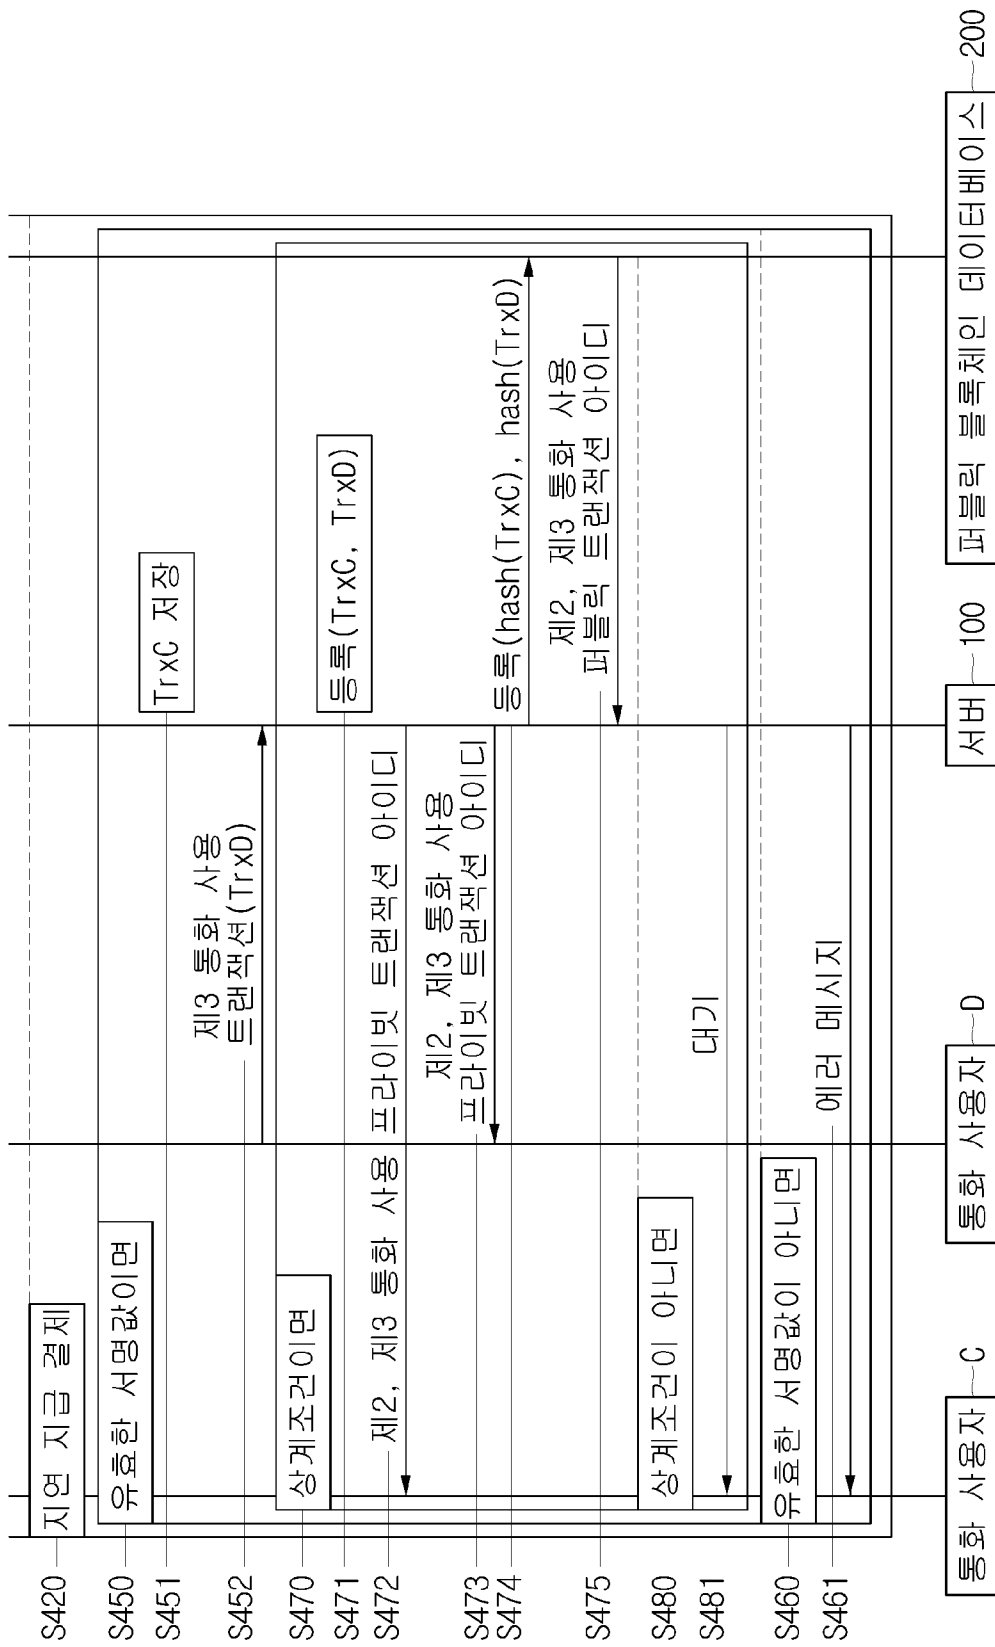 S420
지연 지급 결제
S450
유효한 서명값이면
S451
TrxC 저장
S452
제3 통화 사용
트랜잭션(TrxD)
S470
상계조건이면
S471
등록(TrxC, TrxD)
S472
제2, 제3 통화 사용 프라이빗 트랜잭션 아이디
S473
제2, 제3 통화 사용
프라이빗 트랜잭션 아이디
S474
등록(hash(TrxC), hash(TrxD)
S475
제2, 제3 통화 사용
퍼블릭 트랜잭션 아이디
S480
상계조건이 아니면
S481
대기
S460
유효한 서명값이 아니면
S461
에러 메시지
통화 사용자 C
통화 사용자 D
서버 100
퍼블릭 블록체인 데이터베이스 200